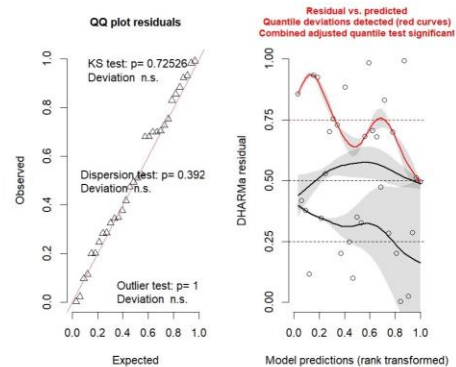 QQ plot residuals
KS test: p= 0.72526
Deviation n.s.
Dispersion test: p= 0.392
Deviation n.s.
Outlier test: p= 1
Deviation n.s.
Observed
0.0
0.2
0.4
0.6
0.8
1.0
0.0 0.2 0.4 0.6 0.8 1.0
Expected
Residual vs. predicted
Quantile deviations detected (red curves)
Combined adjusted quantile test significant
DHARMa residual
0.00
0.25
0.50
0.75
1.00
0.0 0.2 0.4 0.6 0.8 1.0
Model predictions (rank transformed)